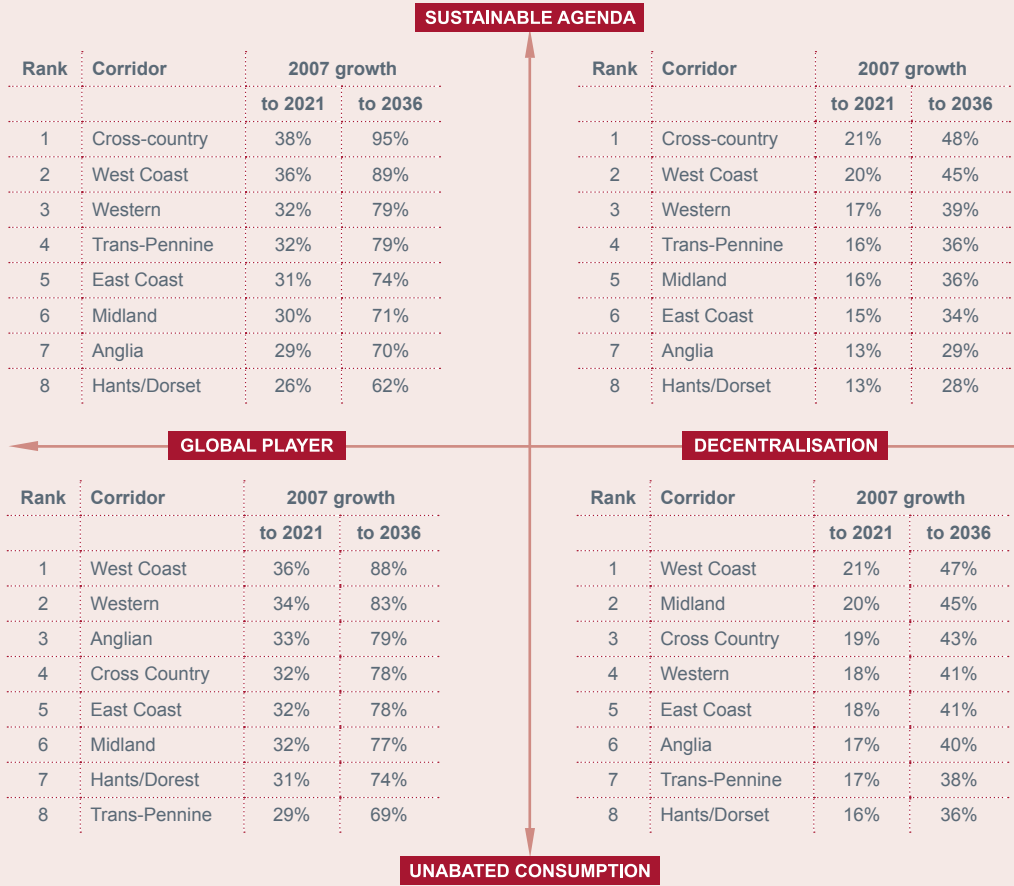 SUSTAINABLE AGENDA
Rank Corridor 2007 growth
to 2021 to 2036
1 Cross-country 38% 95%
2 West Coast 36% 89%
3 Western 32% 79%
4 Trans-Pennine 32% 79%
5 East Coast 31% 74%
6 Midland 30% 71%
7 Anglia 29% 70%
8 Hants/Dorset 26% 62%
Rank Corridor 2007 growth
to 2021 to 2036
1 Cross-country 21% 48%
2 West Coast 20% 45%
3 Western 17% 39%
4 Trans-Pennine 16% 36%
5 Midland 16% 36%
6 East Coast 15% 34%
7 Anglia 13% 29%
8 Hants/Dorset 13% 28%
GLOBAL PLAYER
DECENTRALISATION
Rank Corridor 2007 growth
to 2021 to 2036
1 West Coast 36% 88%
2 Western 34% 83%
3 Anglian 33% 79%
4 Cross Country 32% 78%
5 East Coast 32% 78%
6 Midland 32% 77%
7 Hants/Dorest 31% 74%
8 Trans-Pennine 29% 69%
Rank Corridor 2007 growth
to 2021 to 2036
1 West Coast 21% 47%
2 Midland 20% 45%
3 Cross Country 19% 43%
4 Western 18% 41%
5 East Coast 18% 41%
6 Anglia 17% 40%
7 Trans-Pennine 17% 38%
8 Hants/Dorset 16% 36%
UNABATED CONSUMPTION